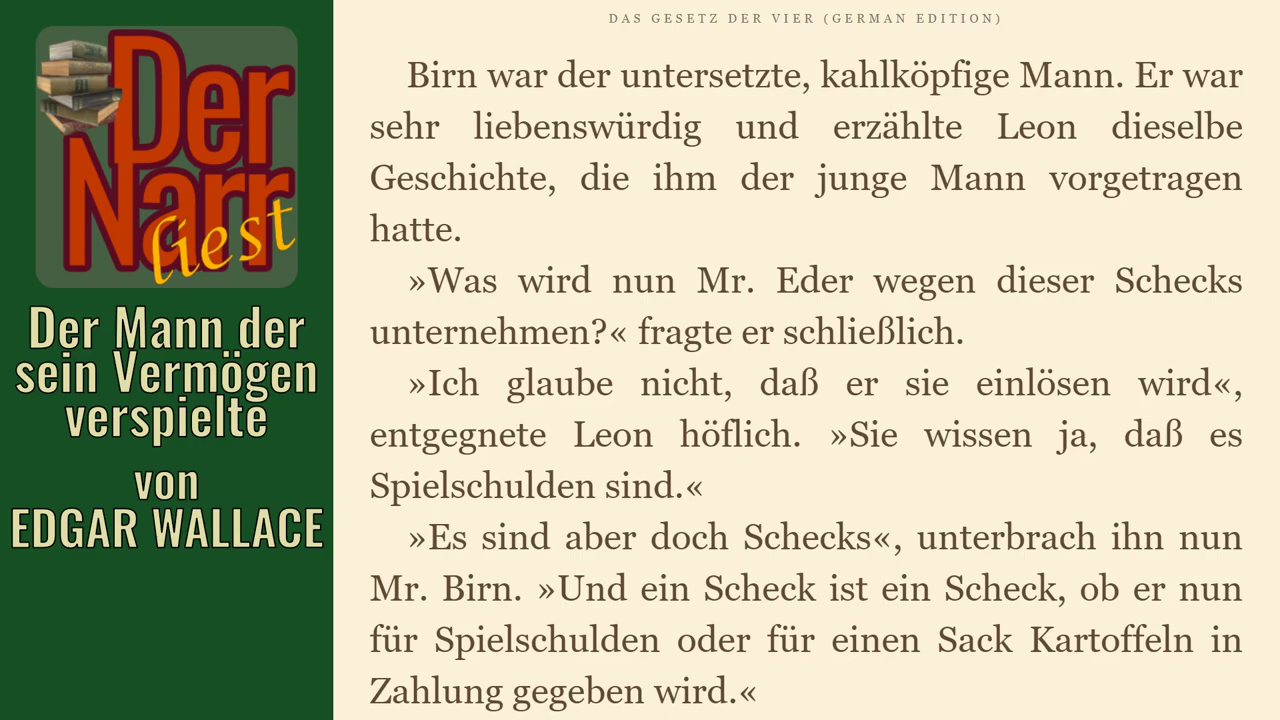 Der
Narr
liest
Der Mann der
sein Vermögen
verspielte
von
EDGAR WALLACE
DAS GESETZ DER VIER (GERMAN EDITION)
Birn war der untersetzte, kahlköpfige Mann. Er war
sehr liebenswürdig und erzählte Leon dieselbe
Geschichte, die ihm der junge Mann vorgetragen
hatte.
»Was wird nun Mr. Eder wegen dieser Schecks
unternehmen?« fragte er schließlich.
»Ich glaube nicht, daß er sie einlösen wird«,
entgegnete Leon höflich. »Sie wissen ja, daß es
Spielschulden sind.«
»Es sind aber doch Schecks«, unterbrach ihn nun
Mr. Birn. »Und ein Scheck ist ein Scheck, ob er nun
für Spielschulden oder für einen Sack Kartoffeln in
Zahlung gegeben wird.«